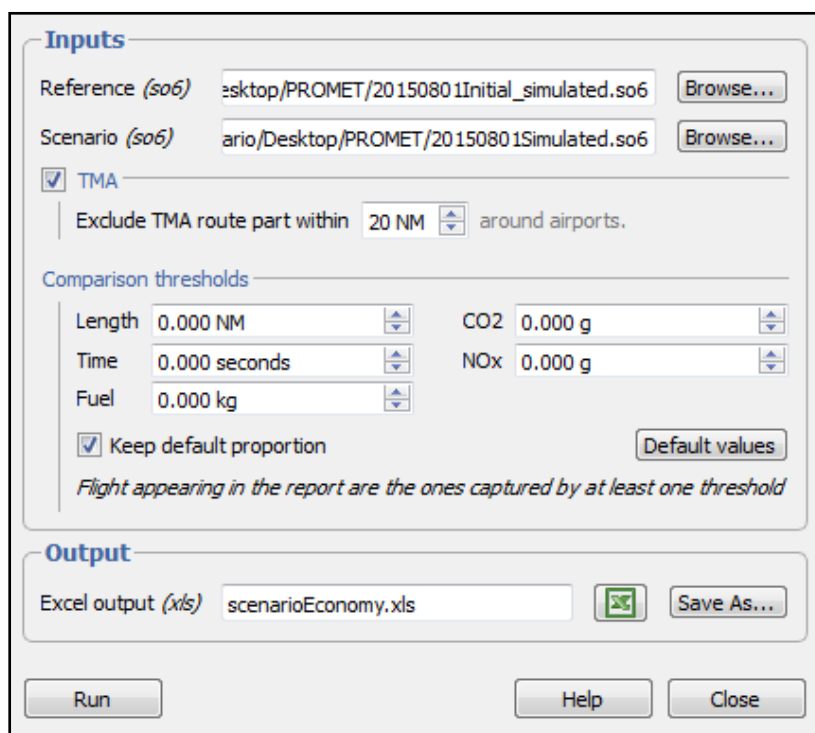 Inputs
Reference (so6) esktop/PROMET/20150801Initial_simulated.so6 Browse...
Scenario (so6) ario/Desktop/PROMET/20150801Simulated.so6 Browse...
TMA
Exclude TMA route part within 20 NM around airports.
Comparison thresholds
Length 0.000 NM CO2 0.000 g
Time 0.000 seconds NOx 0.000 g
Fuel 0.000 kg
Keep default proportion Default values
Flight appearing in the report are the ones captured by at least one threshold
Output
Excel output (xls) scenarioEconomy.xls Save As...
Run Help Close